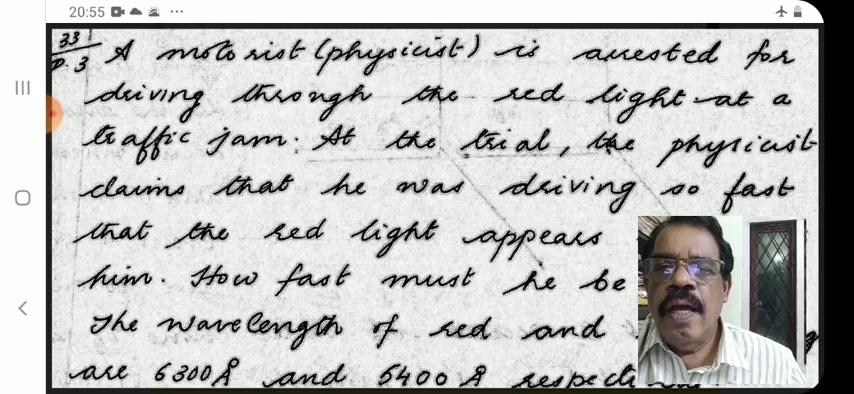 20:55
33
p. 3
A motorist (physicist) is arrested for
driving through the red light at a
traffic jam. At the trial, the physicist
claims that he was driving so fast
that the red light appears
him. How fast must he be
The wavelength of red and
are 6300Å and 5400 Å